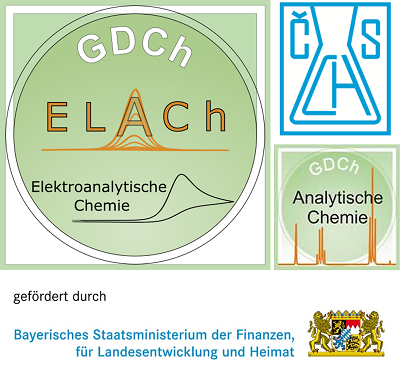 GDCh
ELACh
Elektroanalytische
Chemie
ČSCH
GDCh
Analytische
Chemie
gefördert durch
Bayerisches Staatsministerium der Finanzen,
für Landesentwicklung und Heimat